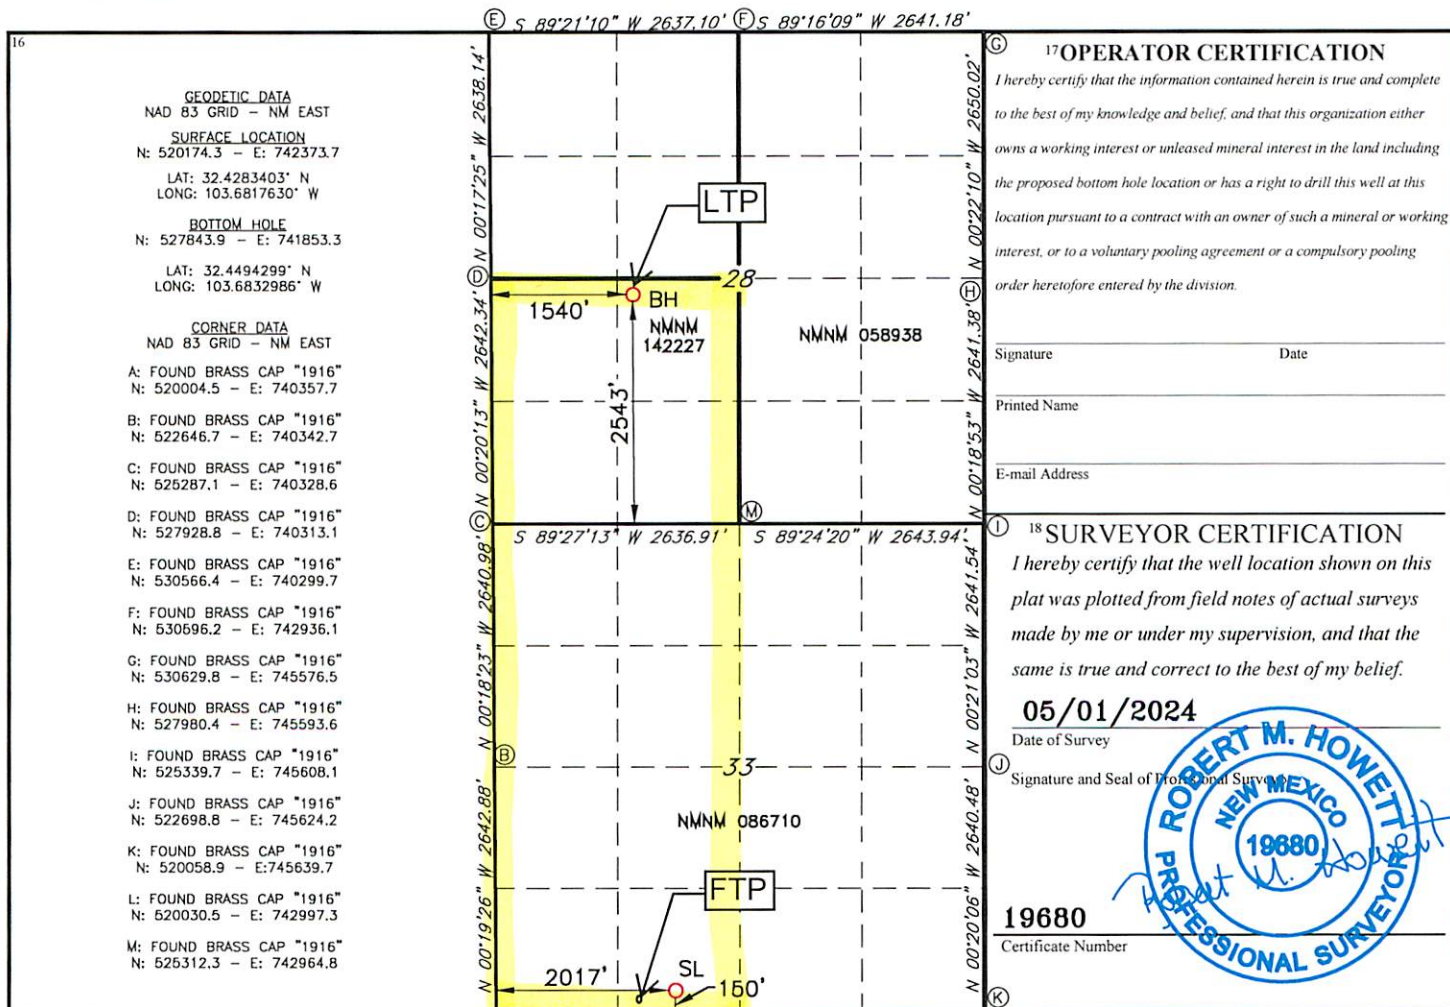 16
GEODETIC DATA
NAD 83 GRID – NM EAST
SURFACE LOCATION
N: 520174.3 – E: 742373.7
LAT: 32.4283403° N
LONG: 103.6817630° W
BOTTOM HOLE
N: 527843.9 – E: 741853.3
LAT: 32.4494299° N
LONG: 103.6832986° W
CORNER DATA
NAD 83 GRID – NM EAST
A: FOUND BRASS CAP "1916"
N: 520004.5 – E: 740357.7
B: FOUND BRASS CAP "1916"
N: 522646.7 – E: 740342.7
C: FOUND BRASS CAP "1916"
N: 525287.1 – E: 740328.6
D: FOUND BRASS CAP "1916"
N: 527928.8 – E: 740313.1
E: FOUND BRASS CAP "1916"
N: 530566.4 – E: 740299.7
F: FOUND BRASS CAP "1916"
N: 530596.2 – E: 742936.1
G: FOUND BRASS CAP "1916"
N: 530629.8 – E: 745576.5
H: FOUND BRASS CAP "1916"
N: 527980.4 – E: 745593.6
I: FOUND BRASS CAP "1916"
N: 525339.7 – E: 745608.1
J: FOUND BRASS CAP "1916"
N: 522698.8 – E: 745624.2
K: FOUND BRASS CAP "1916"
N: 520058.9 – E:745639.7
L: FOUND BRASS CAP "1916"
N: 520030.5 – E: 742997.3
M: FOUND BRASS CAP "1916"
N: 525312.3 – E: 742964.8
E S 89°21'10" W 2637.10' F S 89°16'09" W 2641.18'
G
N 00°17'25" W 2638.14'
N 00°22'10" W 2650.02'
LTP
D
28
H
1540'
BH
NMNM
142227
NMNM 058938
2543'
N 00°20'13" W 2642.34'
N 00°18'53" W 2641.38'
C
M
I
S 89°27'13" W 2636.91' S 89°24'20" W 2643.94'
N 00°18'23" W 2640.98'
N 00°21'03" W 2641.54'
B
33
J
NMNM 086710
FTP
N 00°19'26" W 2642.88'
N 00°20'06" W 2640.48'
2017'
SL
150'
K
17 OPERATOR CERTIFICATION
I hereby certify that the information contained herein is true and complete
to the best of my knowledge and belief, and that this organization either
owns a working interest or unleased mineral interest in the land including
the proposed bottom hole location or has a right to drill this well at this
location pursuant to a contract with an owner of such a mineral or working
interest, or to a voluntary pooling agreement or a compulsory pooling
order heretofore entered by the division.
Signature Date
Printed Name
E-mail Address
18 SURVEYOR CERTIFICATION
I hereby certify that the well location shown on this
plat was plotted from field notes of actual surveys
made by me or under my supervision, and that the
same is true and correct to the best of my belief.
05/01/2024
Date of Survey
Signature and Seal of Professional Surveyor
ROBERT M. HOWETT
NEW MEXICO
19680
PROFESSIONAL SURVEYOR
Robert M. Howett
19680
Certificate Number